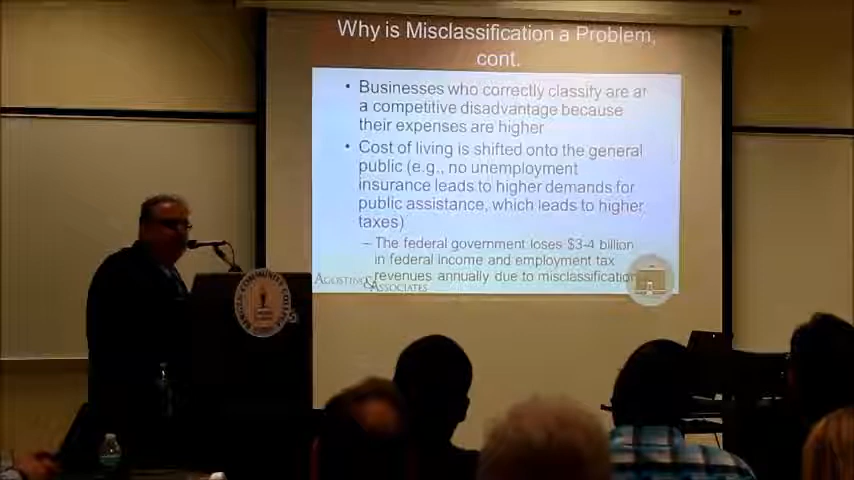 Why is Misclassification a Problem,
cont.
• Businesses who correctly classify are at
a competitive disadvantage because
their expenses are higher
• Cost of living is shifted onto the general
public (e.g., no unemployment
insurance leads to higher demands for
public assistance, which leads to higher
taxes)
– The federal government loses $3-4 billion
in federal income and employment tax
revenues annually due to misclassification
AGOSTINO
& ASSOCIATES
BERGEN COMMUNITY COLLEGE